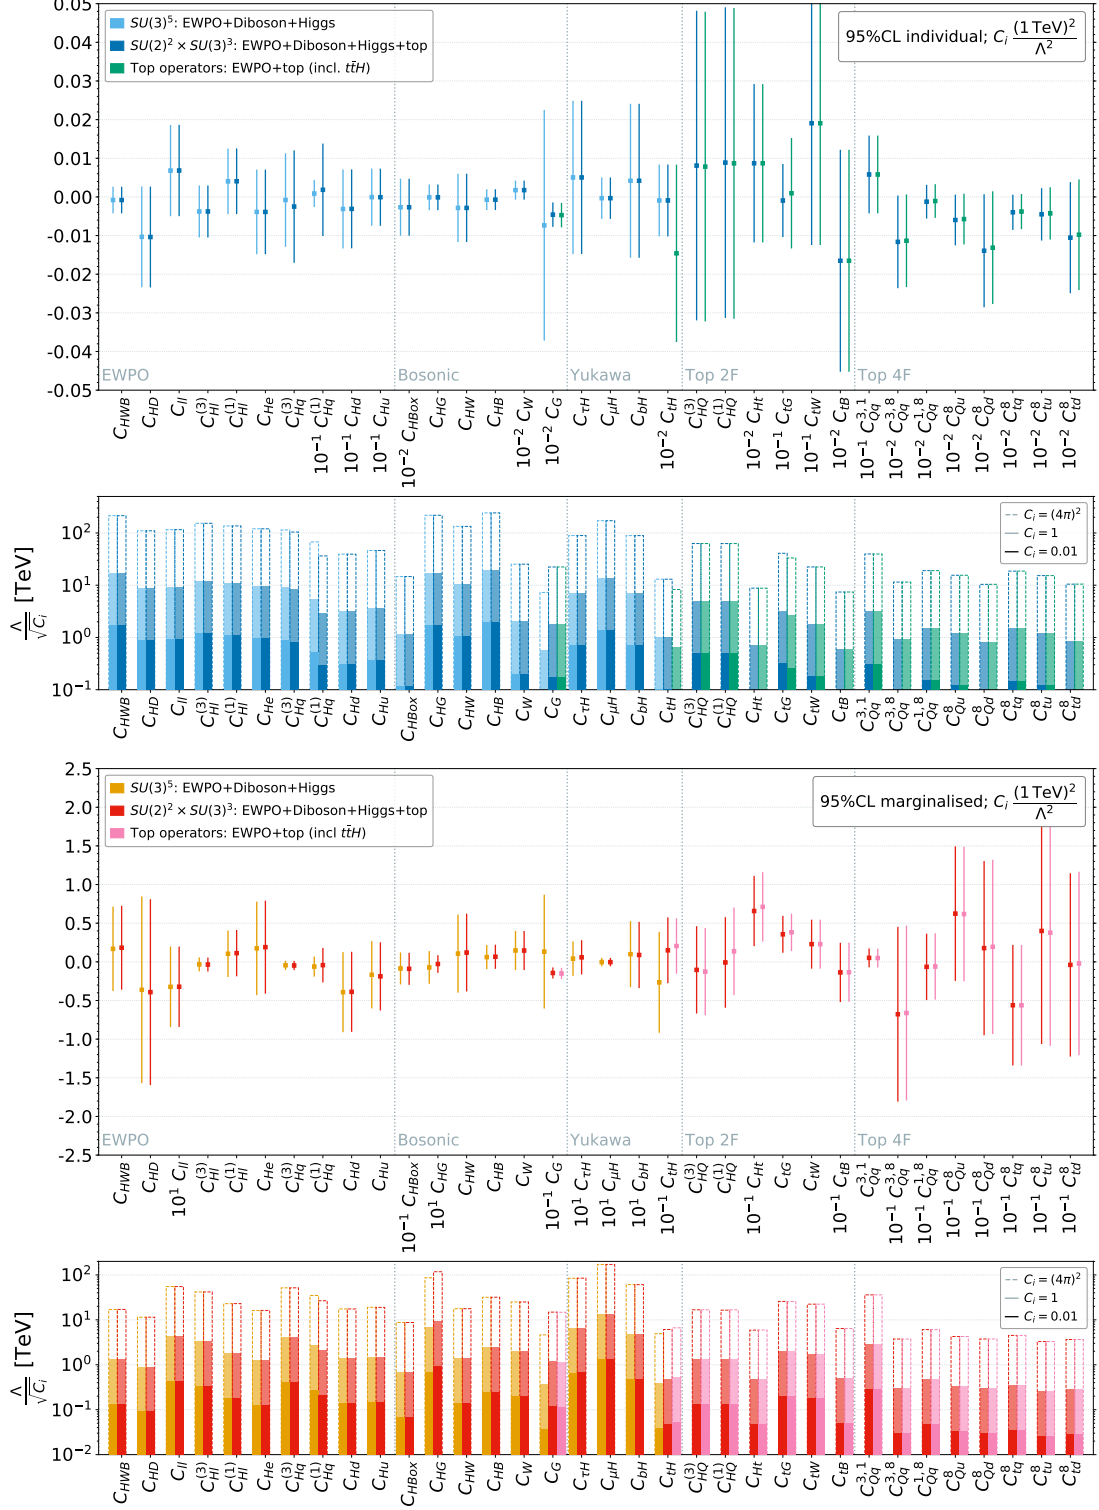 0.05
0.04
0.03
0.02
0.01
0.00
-0.01
-0.02
-0.03
-0.04
-0.05
SU(3)⁵: EWPO+Diboson+Higgs
SU(2)² × SU(3)³: EWPO+Diboson+Higgs+top
Top operators: EWPO+top (incl. tt̄H)
95%CL individual; C_i (1 TeV)²/Λ²
EWPO
Bosonic
Yukawa
Top 2F
Top 4F
C_HWB
C_HD
C_ll
C_Hl^(3)
C_Hl^(1)
C_He
C_Hq^(3)
10⁻¹ C_Hq^(1)
10⁻¹ C_Hd
10⁻¹ C_Hu
10⁻² C_HBox
C_HG
C_HW
C_HB
10⁻² C_W
10⁻² C_G
C_τH
C_μH
C_bH
10⁻² C_tH
C_HQ^(3)
C_HQ^(1)
10⁻² C_Ht
10⁻¹ C_tG
10⁻¹ C_tW
10⁻² C_tB
10⁻¹ C_Qq^3,1
10⁻² C_Qq^3,8
10⁻² C_Qq^1,8
10⁻² C_Qu^8
10⁻² C_Qd^8
10⁻² C_tq^8
10⁻² C_tu^8
10⁻² C_td^8
Λ/√C_i [TeV]
10²
10¹
10⁰
10⁻¹
C_i = (4π)²
C_i = 1
C_i = 0.01
C_HWB
C_HD
C_ll
C_Hl^(3)
C_Hl^(1)
C_He
C_Hq^(3)
C_Hq^(1)
C_Hd
C_Hu
C_HBox
C_HG
C_HW
C_HB
C_W
C_G
C_τH
C_μH
C_bH
C_tH
C_HQ^(3)
C_HQ^(1)
C_Ht
C_tG
C_tW
C_tB
C_Qq^3,1
C_Qq^3,8
C_Qq^1,8
C_Qu^8
C_Qd^8
C_tq^8
C_tu^8
C_td^8
2.5
2.0
1.5
1.0
0.5
0.0
-0.5
-1.0
-1.5
-2.0
-2.5
SU(3)⁵: EWPO+Diboson+Higgs
SU(2)² × SU(3)³: EWPO+Diboson+Higgs+top
Top operators: EWPO+top (incl tt̄H)
95%CL marginalised; C_i (1 TeV)²/Λ²
EWPO
Bosonic
Yukawa
Top 2F
Top 4F
C_HWB
C_HD
10¹ C_ll
C_Hl^(3)
C_Hl^(1)
C_He
C_Hq^(3)
C_Hq^(1)
C_Hd
C_Hu
10⁻¹ C_HBox
10¹ C_HG
C_HW
C_HB
C_W
10⁻¹ C_G
10¹ C_τH
10¹ C_μH
10¹ C_bH
10⁻¹ C_tH
C_HQ^(3)
C_HQ^(1)
10⁻¹ C_Ht
C_tG
C_tW
10⁻¹ C_tB
C_Qq^3,1
10⁻¹ C_Qq^3,8
10⁻¹ C_Qq^1,8
10⁻¹ C_Qu^8
10⁻¹ C_Qd^8
10⁻¹ C_tq^8
10⁻¹ C_tu^8
10⁻¹ C_td^8
Λ/√C_i [TeV]
10²
10¹
10⁰
10⁻¹
10⁻²
C_i = (4π)²
C_i = 1
C_i = 0.01
C_HWB
C_HD
C_ll
C_Hl^(3)
C_Hl^(1)
C_He
C_Hq^(3)
C_Hq^(1)
C_Hd
C_Hu
C_HBox
C_HG
C_HW
C_HB
C_W
C_G
C_τH
C_μH
C_bH
C_tH
C_HQ^(3)
C_HQ^(1)
C_Ht
C_tG
C_tW
C_tB
C_Qq^3,1
C_Qq^3,8
C_Qq^1,8
C_Qu^8
C_Qd^8
C_tq^8
C_tu^8
C_td^8